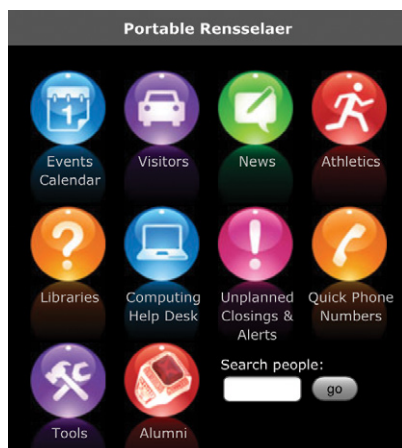 Portable Rensselaer
1
Events
Calendar
Visitors
News
Athletics
?
Libraries
Computing
Help Desk
!
Unplanned
Closings &
Alerts
Quick Phone
Numbers
Tools
Alumni
Search people:
go